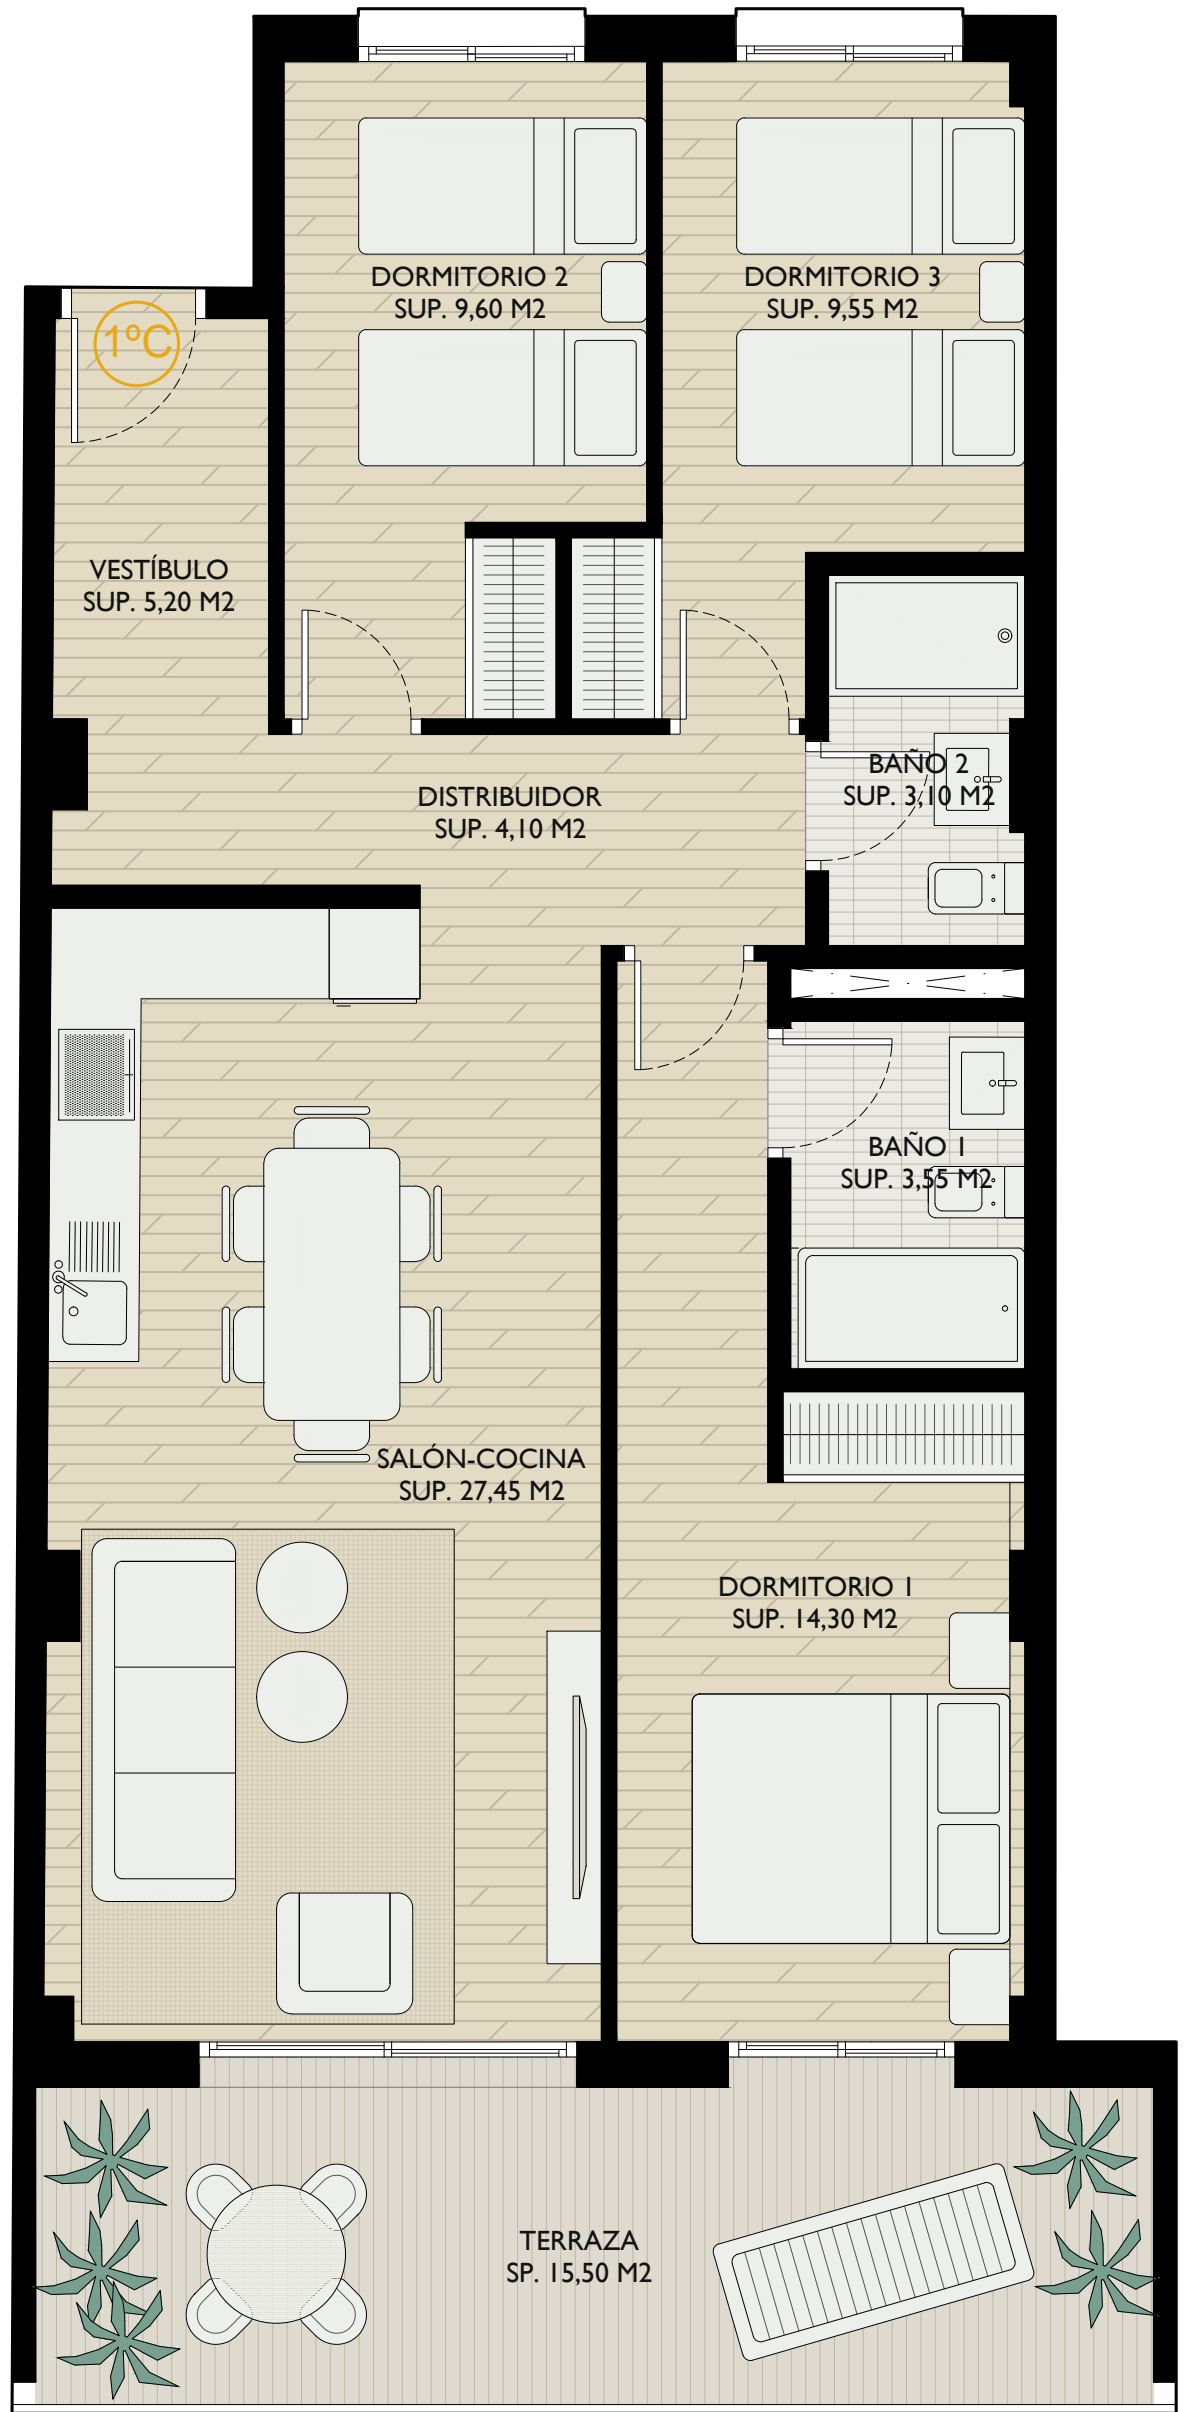 DORMITORIO 2
SUP. 9,60 M2
DORMITORIO 3
SUP. 9,55 M2
1ºC
VESTÍBULO
SUP. 5,20 M2
BAÑO 2
SUP. 3,10 M2
DISTRIBUIDOR
SUP. 4,10 M2
BAÑO 1
SUP. 3,55 M2
SALÓN-COCINA
SUP. 27,45 M2
DORMITORIO 1
SUP. 14,30 M2
TERRAZA
SP. 15,50 M2